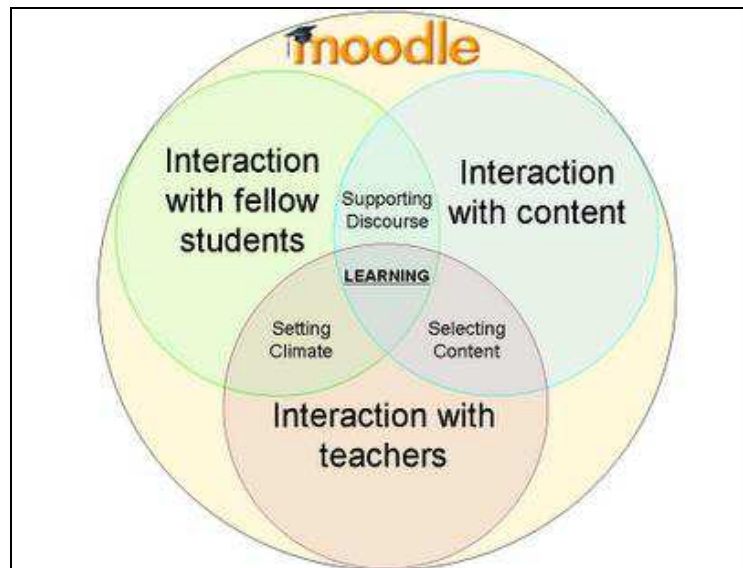 moodle
Interaction
with fellow
students
Supporting
Discourse
Interaction
with content
LEARNING
Setting
Climate
Selecting
Content
Interaction with
teachers